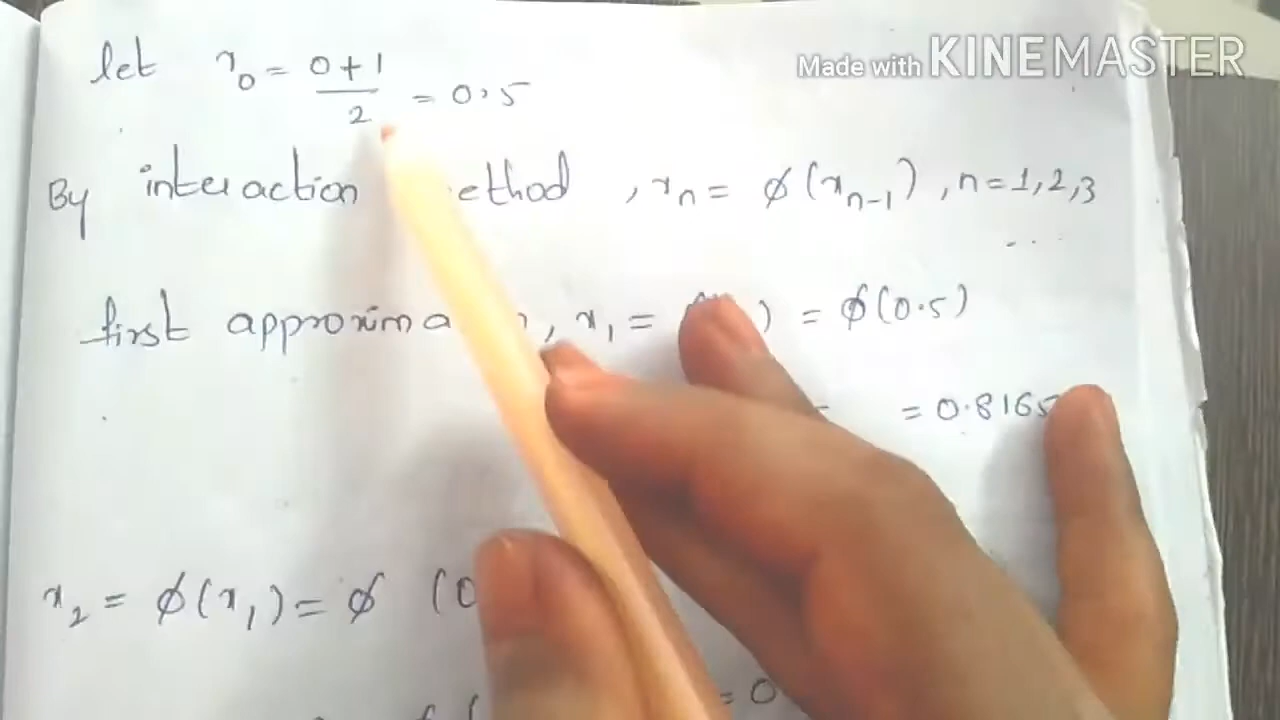 Made with KINEMASTER
let x₀ = 0+1/2 = 0.5
By interaction ethod , xₙ = ϕ(xₙ₋₁) , n = 1,2,3
...
first approxima , x₁ = ) = ϕ(0.5)
= 0.8165
x₂ = ϕ(x₁) = ϕ (0
= 0